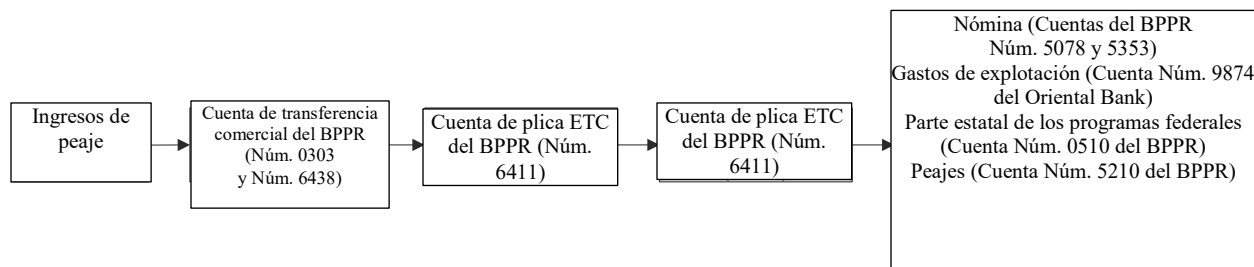 Ingresos de
peaje
Cuenta de transferencia
comercial del BPPR
(Núm. 0303
y Núm. 6438)
Cuenta de plica ETC
del BPPR (Núm.
6411)
Cuenta de plica ETC
del BPPR (Núm.
6411)
Nómina (Cuentas del BPPR
Núm. 5078 y 5353)
Gastos de explotación (Cuenta Núm. 9874
del Oriental Bank)
Parte estatal de los programas federales
(Cuenta Núm. 0510 del BPPR)
Peajes (Cuenta Núm. 5210 del BPPR)